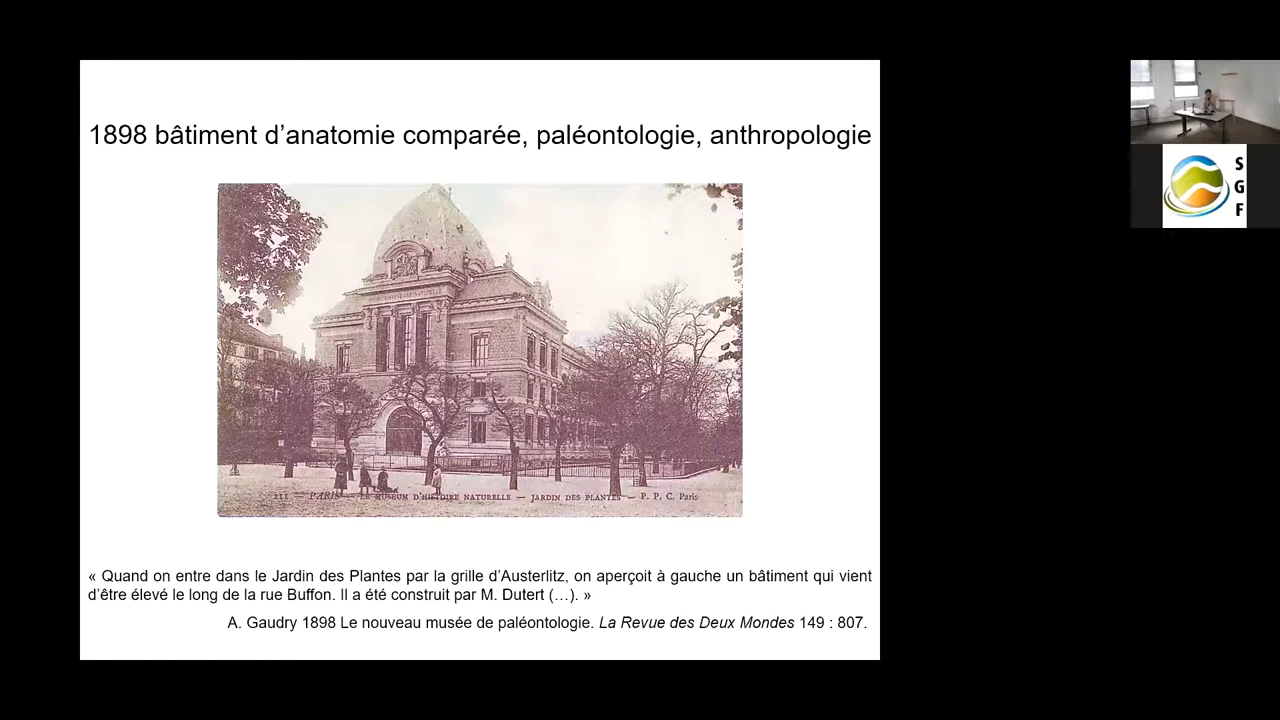 1898 bâtiment d’anatomie comparée, paléontologie, anthropologie
211 — PARIS — LE MUSEUM D'HISTOIRE NATURELLE — JARDIN DES PLANTES — P. P. C. Paris
« Quand on entre dans le Jardin des Plantes par la grille d’Austerlitz, on aperçoit à gauche un bâtiment qui vient
d’être élevé le long de la rue Buffon. Il a été construit par M. Dutert (…). »
A. Gaudry 1898 Le nouveau musée de paléontologie. La Revue des Deux Mondes 149 : 807.
S
G
F